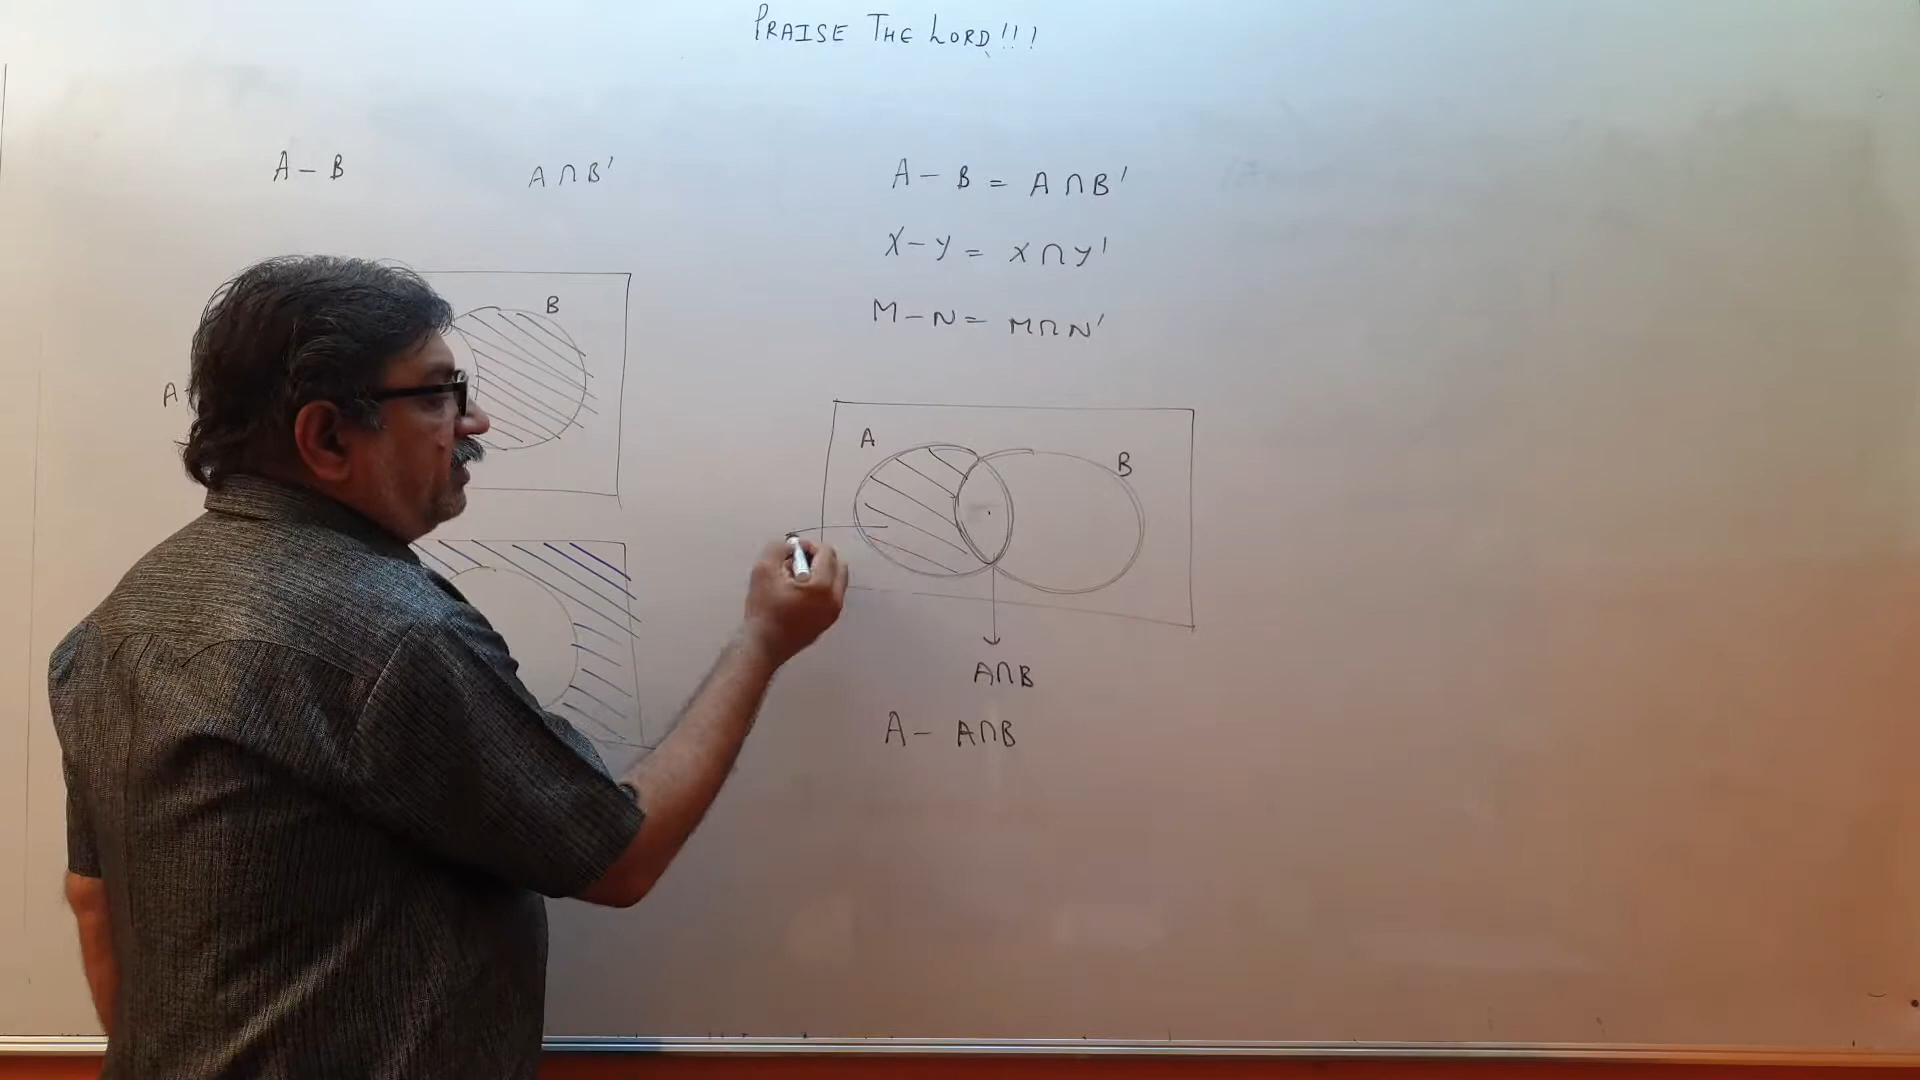 PRAISE THE LORD!!!
A - B
A ∩ B'
A - B = A ∩ B'
X - Y = X ∩ Y'
M - N = M ∩ N'
B
A
A
B
A∩B
A - A∩B